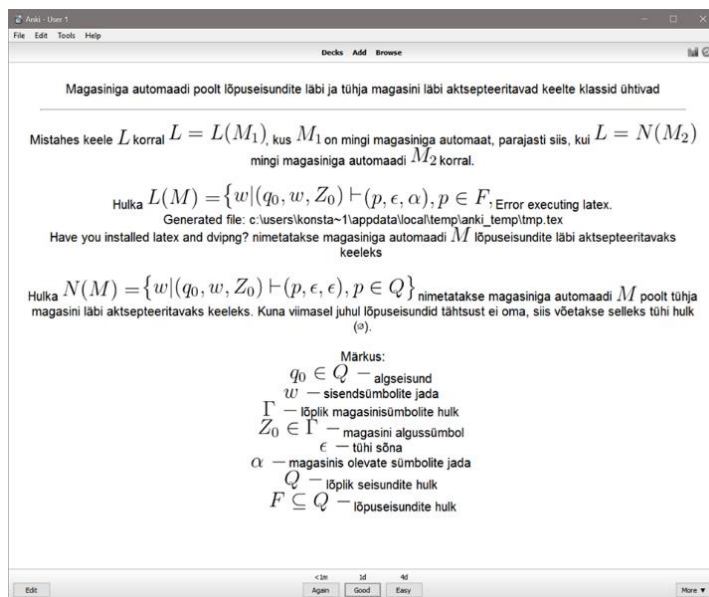 Anki - User 1
File Edit Tools Help
Decks Add Browse
Magasiniga automaadi poolt lõpuseisundite läbi ja tühja magasini läbi aktsepteeritavad keelte klassid ühtivad
Mistahes keele L korral L = L(M₁), kus M₁ on mingi magasiniga automaat, parajasti siis, kui L = N(M₂)
mingi magasiniga automaadi M₂ korral.
Hulka L(M) = {w|(q₀, w, Z₀) ⊢ (p, ϵ, α), p ∈ F, Error executing latex.
Generated file: c:\users\konsta~1\appdata\local\temp\anki_temp\tmp.tex
Have you installed latex and dvipng? nimetatakse magasiniga automaadi M lõpuseisundite läbi aktsepteeritavaks
keeleks
Hulka N(M) = {w|(q₀, w, Z₀) ⊢ (p, ϵ, ϵ), p ∈ Q} nimetatakse magasiniga automaadi M poolt tühja
magasini läbi aktsepteeritavaks keeleks. Kuna viimasel juhul lõpuseisundid tähtsust ei oma, siis võetakse selleks tühi hulk
(∅).
Märkus:
q₀ ∈ Q — algseisund
w — sisendsümbolite jada
Γ — lõplik magasinisümbolite hulk
Z₀ ∈ Γ — magasini algussümbol
ϵ — tühi sõna
α — magasinis olevate sümbolite jada
Q — lõplik seisundite hulk
F ⊆ Q — lõpuseisundite hulk
<1m 1d 4d
Edit Again Good Easy More ▼